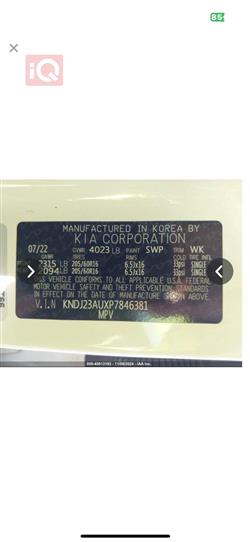 85
iQ
MANUFACTURED IN KOREA BY
KIA CORPORATION
07/22 GVWR 4023 LB PAINT SWP TRIM WK
GAWR TIRES RIMS COLD TIRE INFL
2315 LB 205/60R16 6.5Jx16 33psi SINGLE
2094 LB 205/60R16 6.5Jx16 33psi SINGLE
THIS VEHICLE CONFORMS TO ALL APPLICABLE U.S.A. FEDERAL
MOTOR VEHICLE SAFETY AND THEFT PREVENTION STANDARDS
IN EFFECT ON THE DATE OF MANUFACTURE SHOWN ABOVE.
V.I.N KNDJ23AUXP7846381
MPV